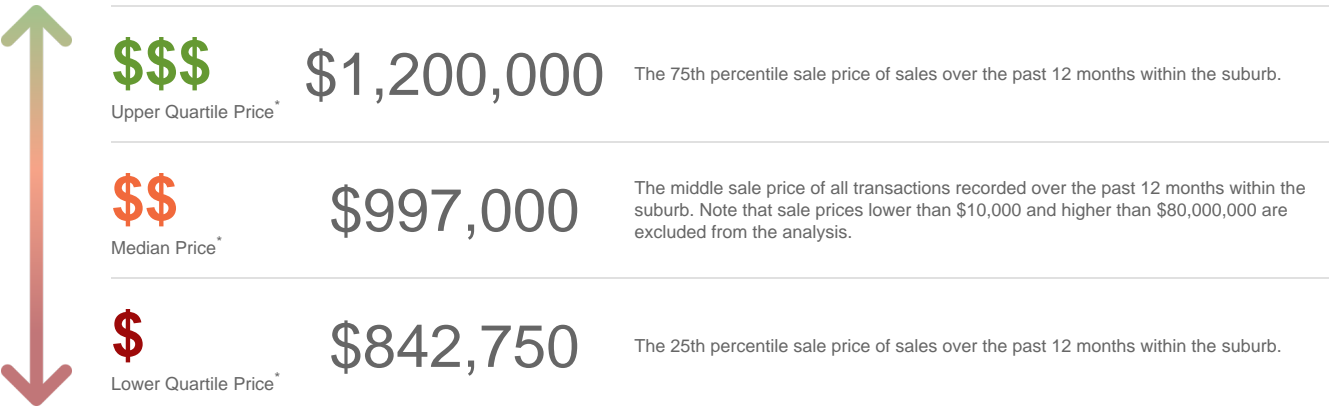 $$$
Upper Quartile Price*
$1,200,000
The 75th percentile sale price of sales over the past 12 months within the suburb.
$$
Median Price*
$997,000
The middle sale price of all transactions recorded over the past 12 months within the
suburb. Note that sale prices lower than $10,000 and higher than $80,000,000 are
excluded from the analysis.
$
Lower Quartile Price*
$842,750
The 25th percentile sale price of sales over the past 12 months within the suburb.